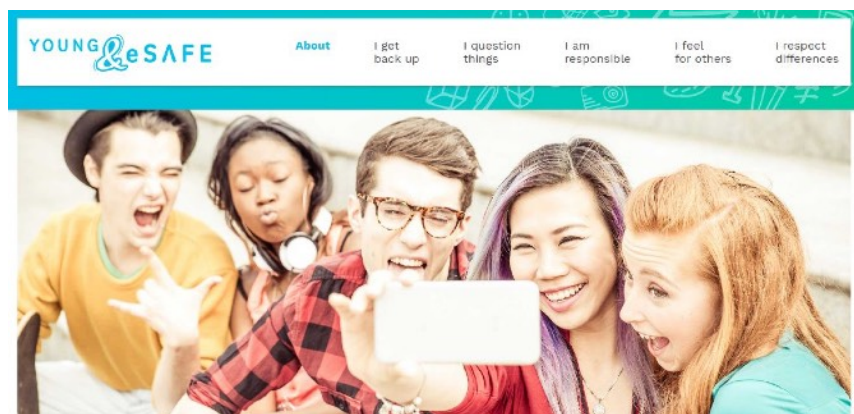 YOUNG & eSAFE
About
I get
back up
I question
things
I am
responsible
I feel
for others
I respect
differences